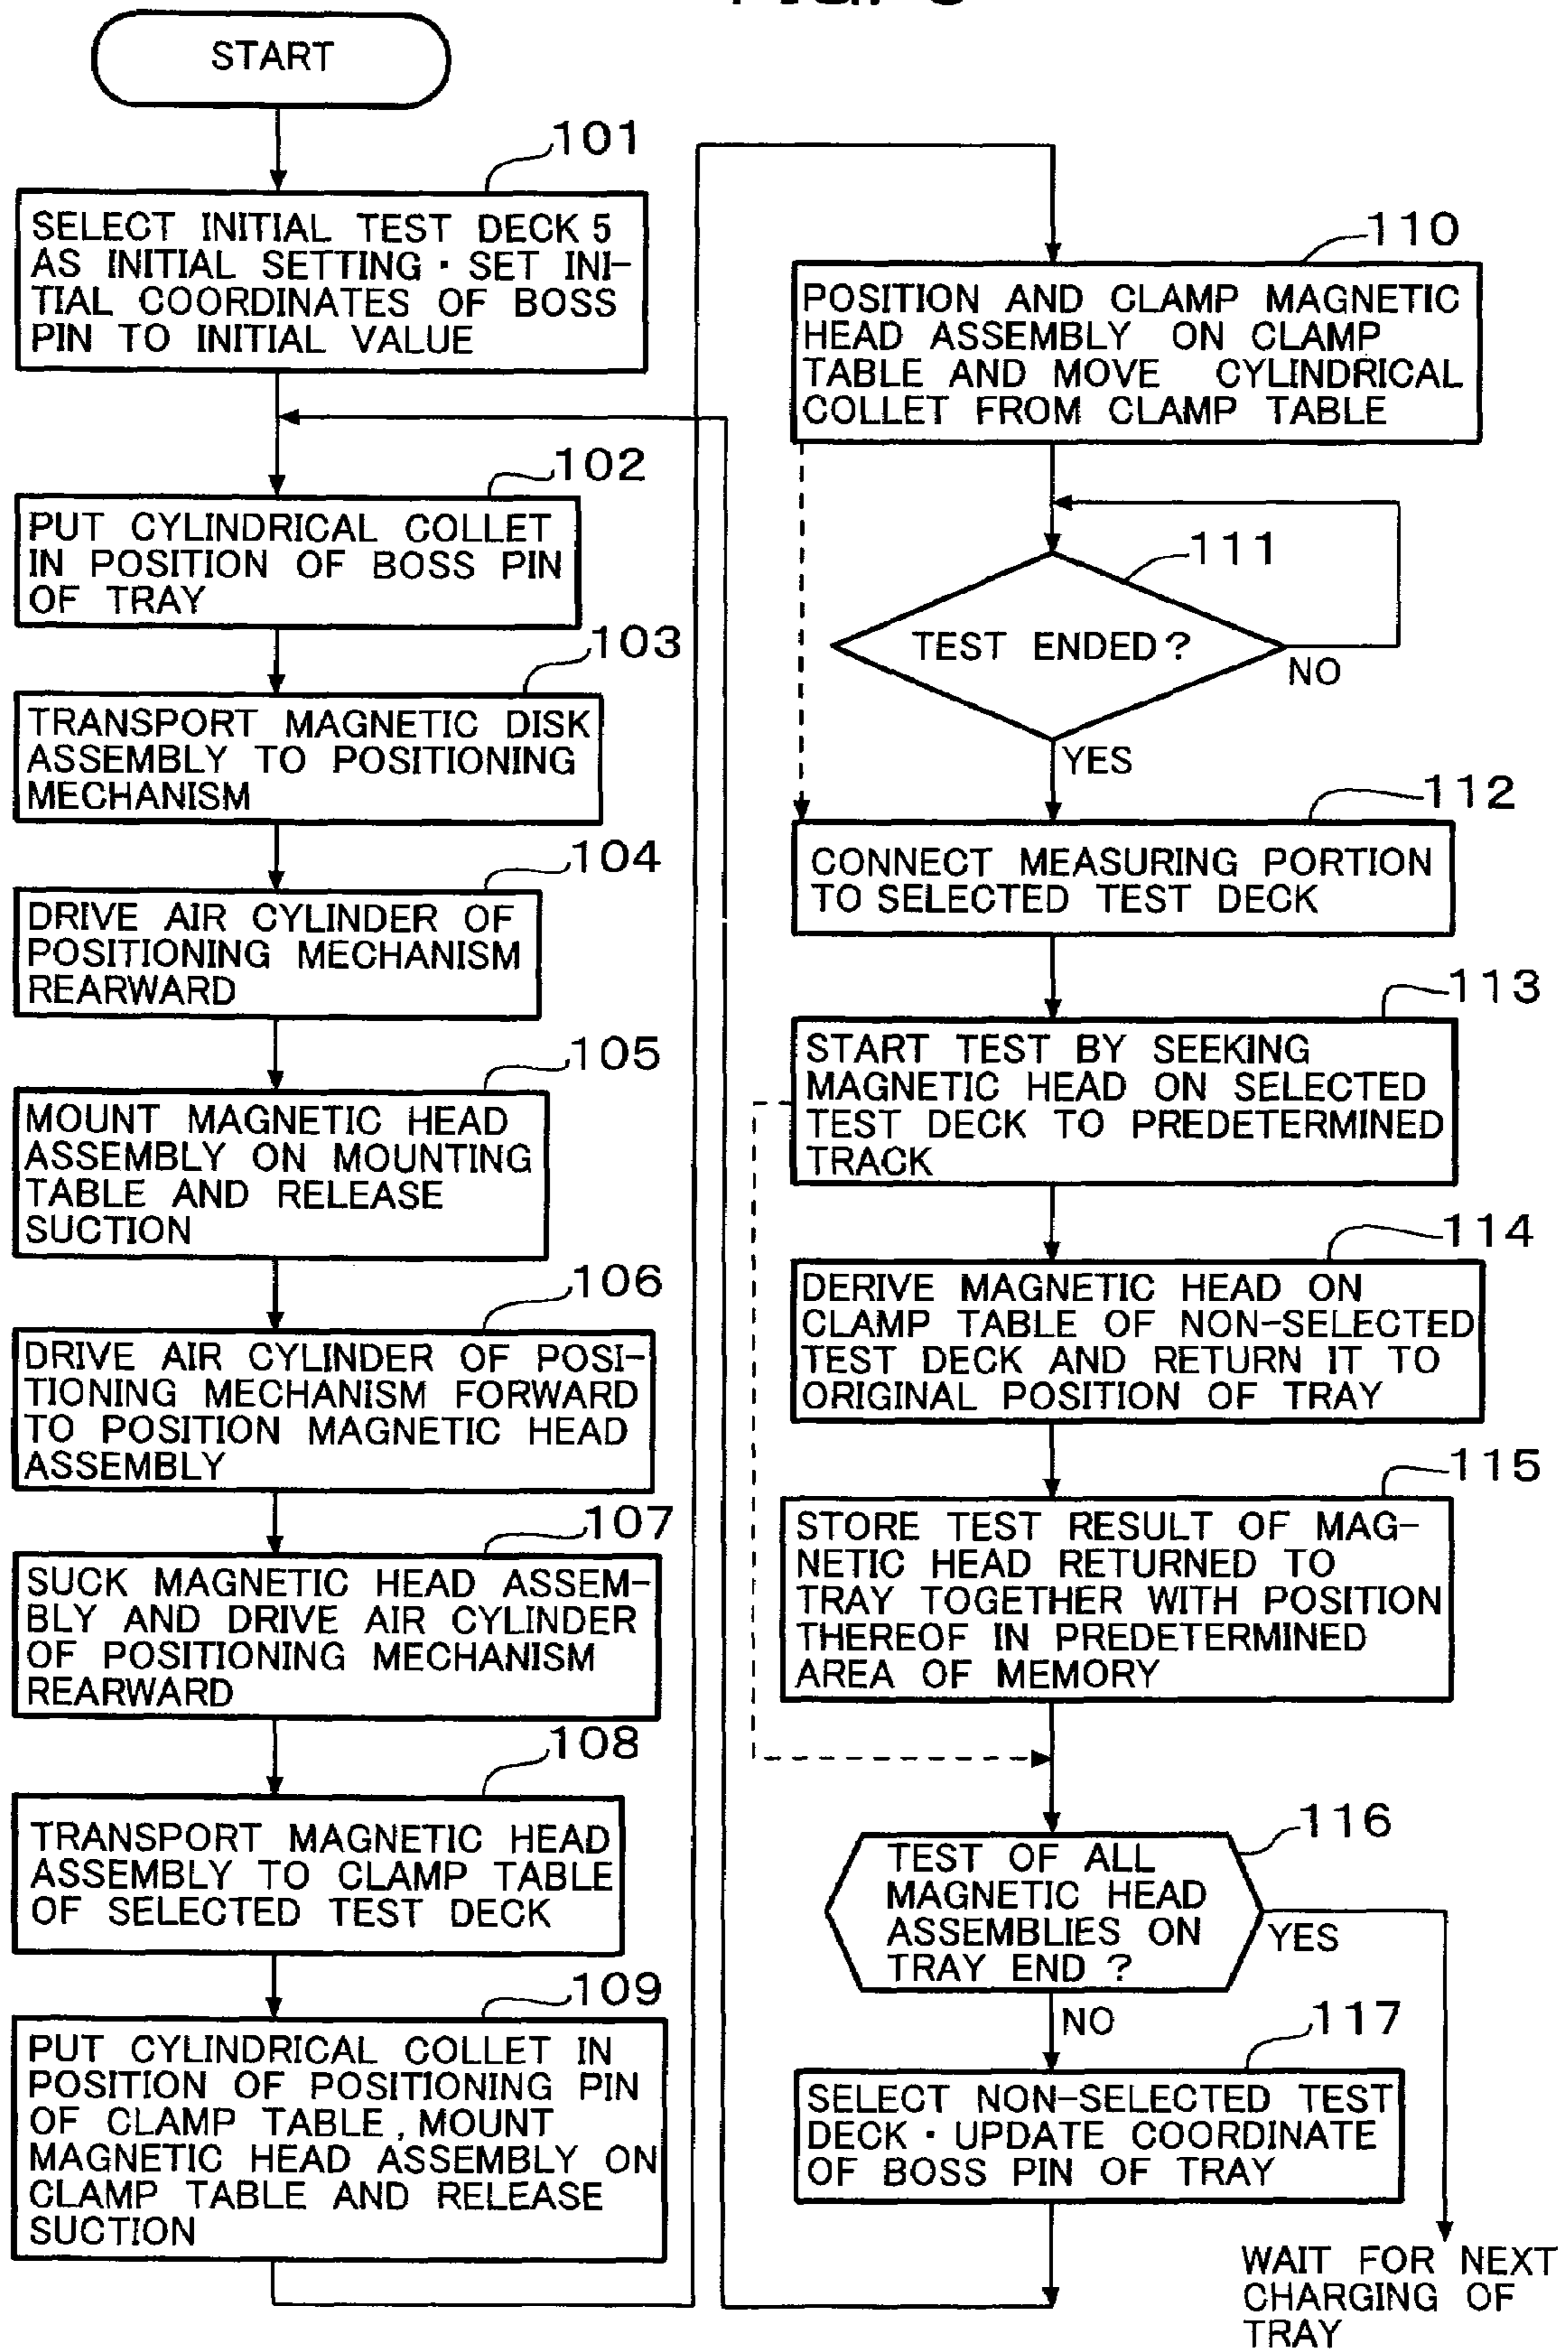 START
101
SELECT INITIAL TEST DECK 5
AS INITIAL SETTING・SET INI-
TIAL COORDINATES OF BOSS
PIN TO INITIAL VALUE
102
PUT CYLINDRICAL COLLET
IN POSITION OF BOSS PIN
OF TRAY
103
TRANSPORT MAGNETIC DISK
ASSEMBLY TO POSITIONING
MECHANISM
104
DRIVE AIR CYLINDER OF
POSITIONING MECHANISM
REARWARD
105
MOUNT MAGNETIC HEAD
ASSEMBLY ON MOUNTING
TABLE AND RELEASE
SUCTION
106
DRIVE AIR CYLINDER OF POSI-
TIONING MECHANISM FORWARD
TO POSITION MAGNETIC HEAD
ASSEMBLY
107
SUCK MAGNETIC HEAD ASSEM-
BLY AND DRIVE AIR CYLINDER
OF POSITIONING MECHANISM
REARWARD
108
TRANSPORT MAGNETIC HEAD
ASSEMBLY TO CLAMP TABLE
OF SELECTED TEST DECK
109
PUT CYLINDRICAL COLLET IN
POSITION OF POSITIONING PIN
OF CLAMP TABLE, MOUNT
MAGNETIC HEAD ASSEMBLY ON
CLAMP TABLE AND RELEASE
SUCTION
110
POSITION AND CLAMP MAGNETIC
HEAD ASSEMBLY ON CLAMP
TABLE AND MOVE CYLINDRICAL
COLLET FROM CLAMP TABLE
111
TEST ENDED?
NO
YES
112
CONNECT MEASURING PORTION
TO SELECTED TEST DECK
113
START TEST BY SEEKING
MAGNETIC HEAD ON SELECTED
TEST DECK TO PREDETERMINED
TRACK
114
DERIVE MAGNETIC HEAD ON
CLAMP TABLE OF NON-SELECTED
TEST DECK AND RETURN IT TO
ORIGINAL POSITION OF TRAY
115
STORE TEST RESULT OF MAG-
NETIC HEAD RETURNED TO
TRAY TOGETHER WITH POSITION
THEREOF IN PREDETERMINED
AREA OF MEMORY
116
TEST OF ALL
MAGNETIC HEAD
ASSEMBLIES ON
TRAY END ?
YES
NO
117
SELECT NON-SELECTED TEST
DECK・UPDATE COORDINATE
OF BOSS PIN OF TRAY
WAIT FOR NEXT
CHARGING OF
TRAY